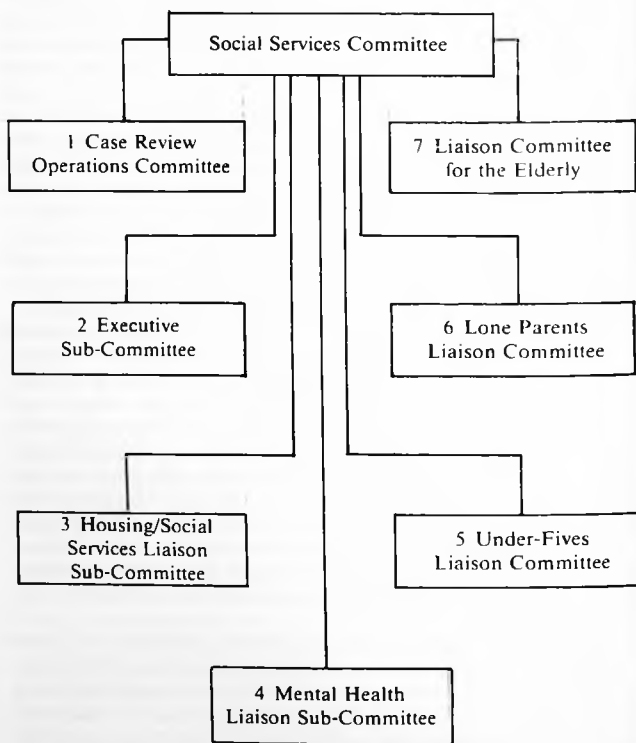 Social Services Committee
1 Case Review
Operations Committee
7 Liaison Committee
for the Elderly
2 Executive
Sub-Committee
6 Lone Parents
Liaison Committee
3 Housing/Social
Services Liaison
Sub-Committee
5 Under-Fives
Liaison Committee
4 Mental Health
Liaison Sub-Committee